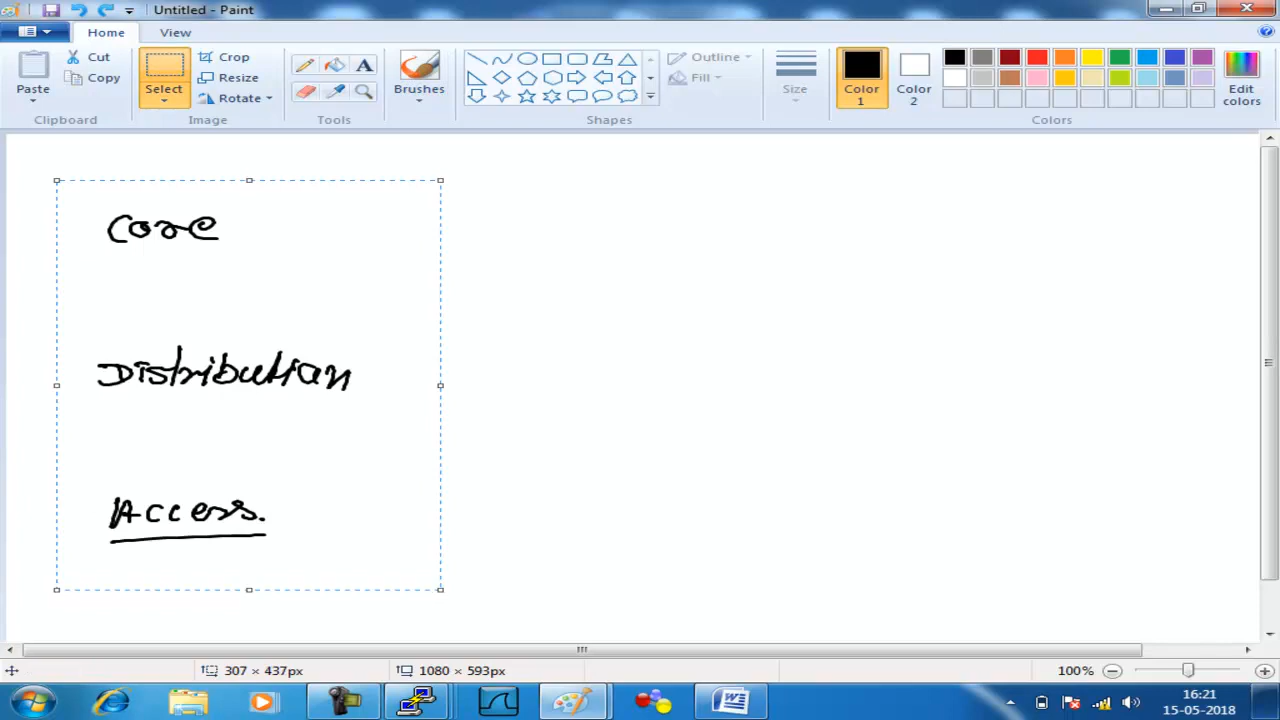 Untitled - Paint
Home View
Cut
Copy
Paste
Clipboard
Crop
Resize
Rotate
Select
Image
A
Tools
Brushes
Outline
Fill
Shapes
Size
Color 1
Color 2
Edit colors
Colors
Core
Distribution
Access.
307 × 437px
1080 × 593px
100%
16:21
15-05-2018